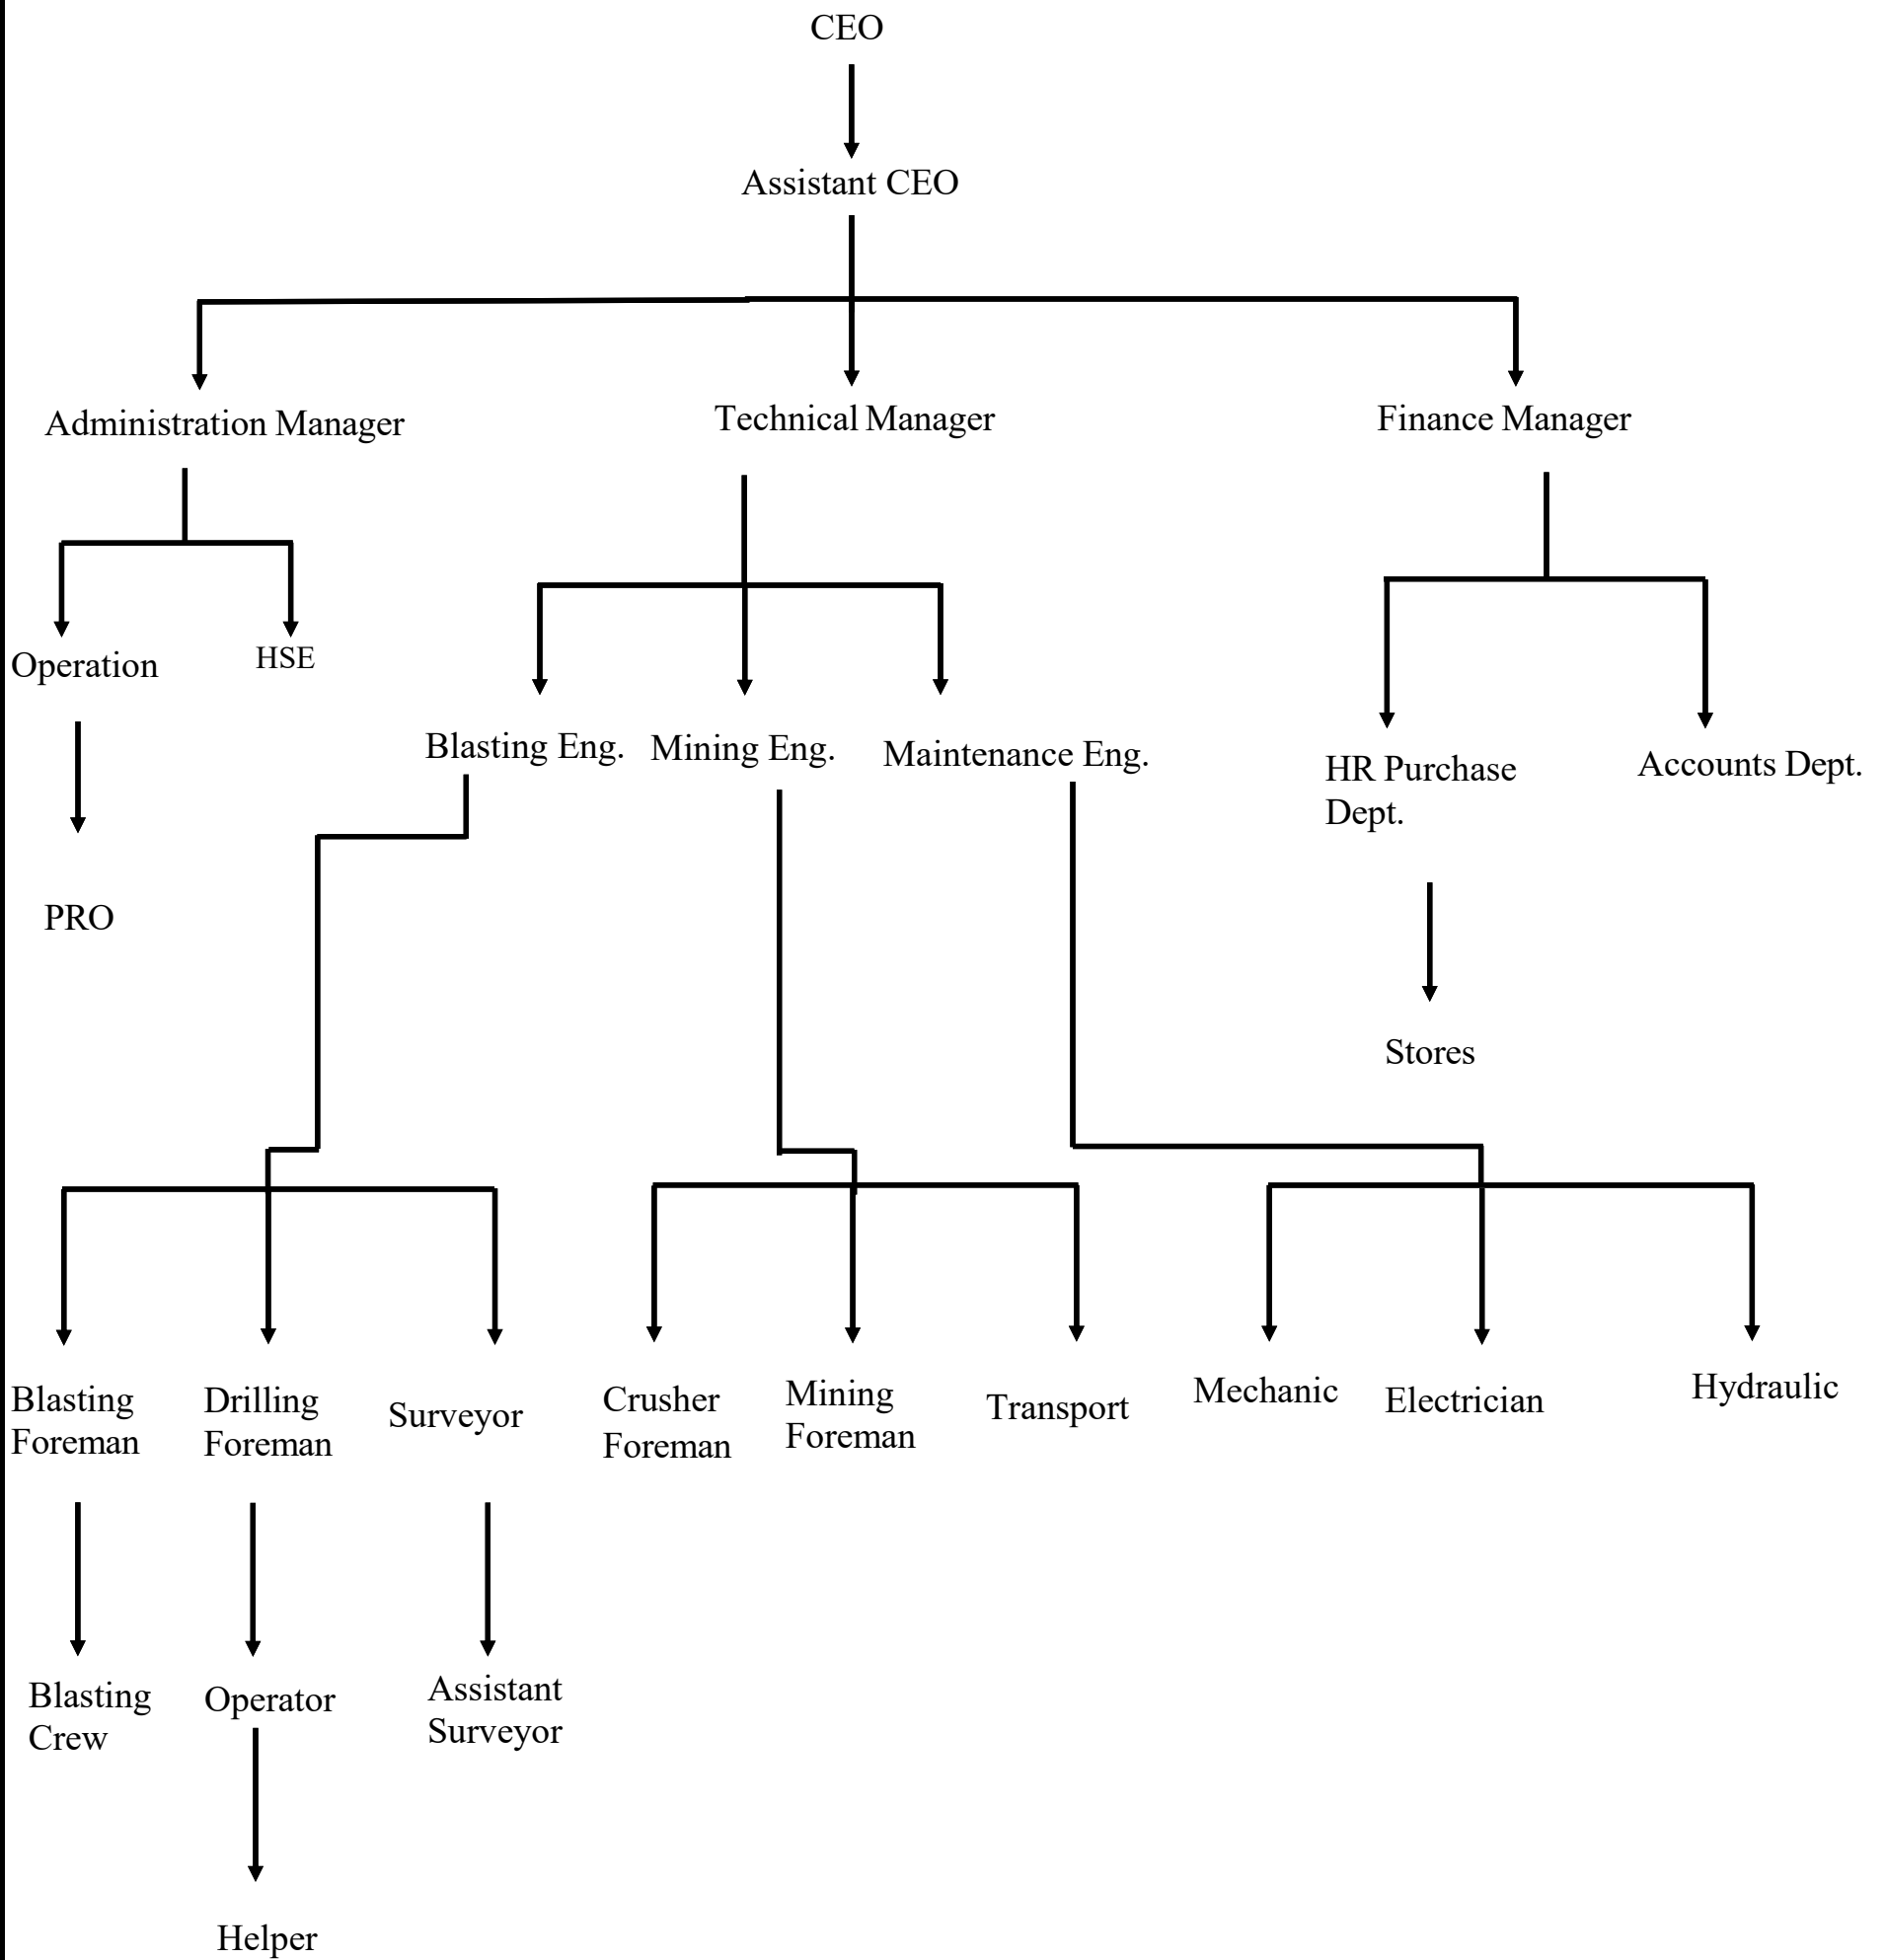 CEO
Assistant CEO
Administration Manager
Technical Manager
Finance Manager
Operation
HSE
Blasting Eng.
Mining Eng.
Maintenance Eng.
HR Purchase
Dept.
Accounts Dept.
PRO
Stores
Blasting
Foreman
Drilling
Foreman
Surveyor
Crusher
Foreman
Mining
Foreman
Transport
Mechanic
Electrician
Hydraulic
Blasting
Crew
Operator
Assistant
Surveyor
Helper